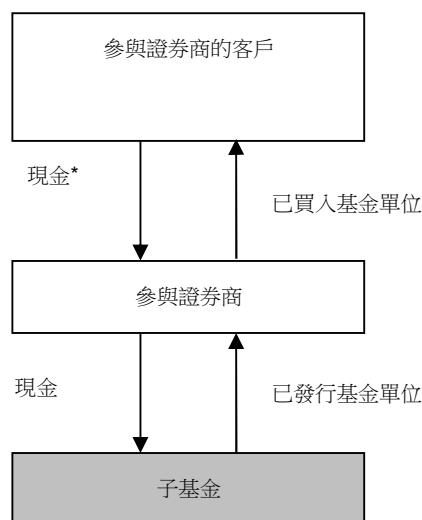 參與證券商的客戶
現金*
已買入基金單位
參與證券商
現金
已發行基金單位
子基金